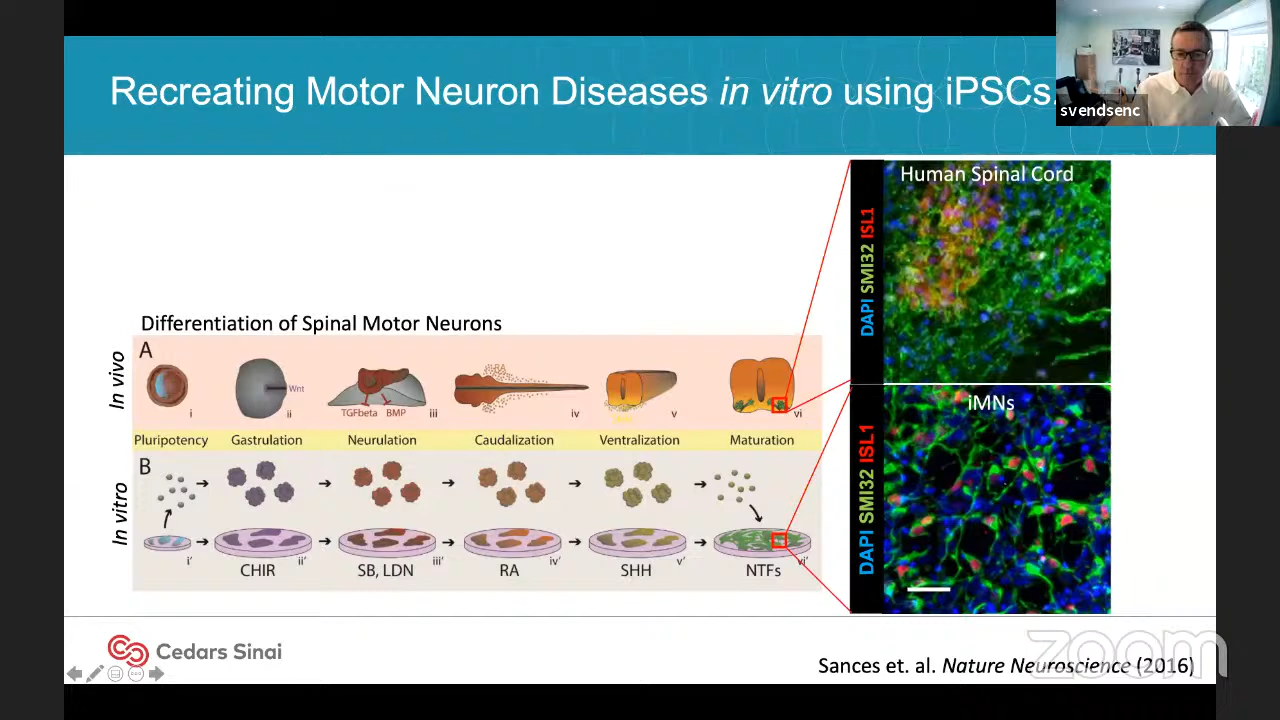 Recreating Motor Neuron Diseases in vitro using iPSCs.
svendsenc
Human Spinal Cord
DAPI SMI32 ISL1
Differentiation of Spinal Motor Neurons
In vivo
A
Wnt
TGFbeta BMP
i
ii
iii
iv
v
vi
Pluripotency Gastrulation Neurulation Caudalization Ventralization Maturation
iMNs
DAPI SMI32 ISL1
In vitro
B
i'
ii'
iii'
iv'
v'
vi'
CHIR
SB, LDN
RA
SHH
NTFs
Cedars Sinai
zoom
Sances et. al. Nature Neuroscience (2016)